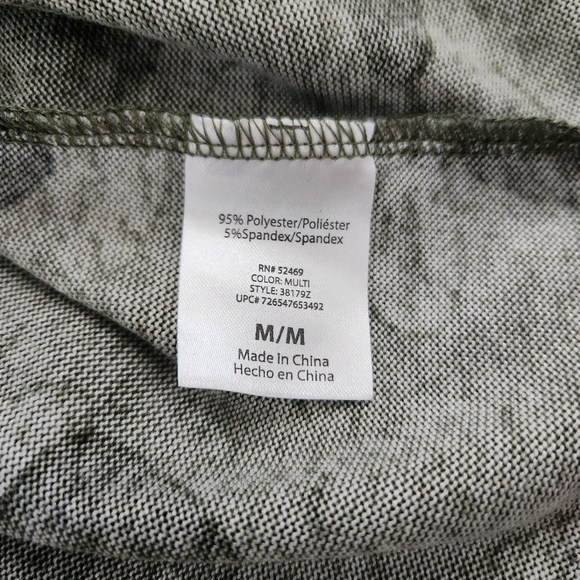 95% Polyester/Poliéster
5%Spandex/Spandex
RN# 52469
COLOR: MULTI
STYLE: 38179Z
UPC# 726547653492
M/M
Made in China
Hecho en China